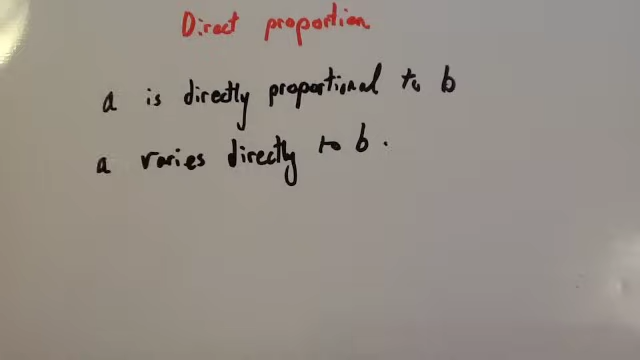 Direct proportion
a is directly proportional to b
a varies directly to b.